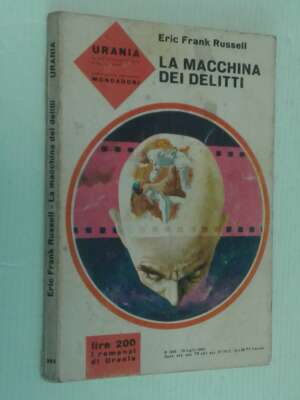 Eric Frank Russell
LA MACCHINA
DEI DELITTI
URANIA
MONDADORI
lire 200
i romanzi
di Urania
Eric Frank Russell - La macchina dei delitti
URANIA